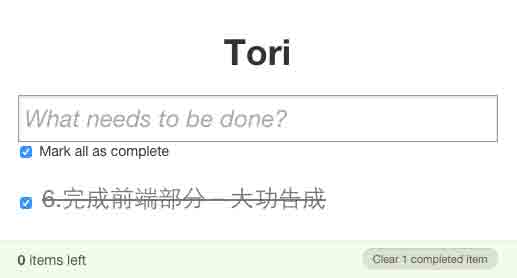 Tori
What needs to be done?
Mark all as complete
6.完成前端部分 - 大功告成
0 items left
Clear 1 completed item